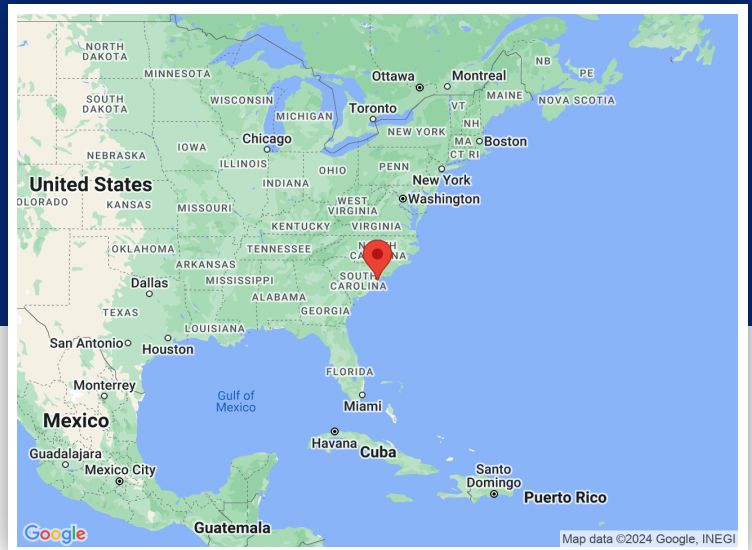 NORTH
DAKOTA
MINNESOTA
Ottawa
Montreal
NB
PE
MAINE
NOVA SCOTIA
SOUTH
DAKOTA
WISCONSIN
MICHIGAN
Toronto
VT
NH
NEW YORK
MA
Boston
CT RI
Chicago
IOWA
NEBRASKA
ILLINOIS
OHIO
PENN
New York
INDIANA
United States
OLORADO
KANSAS
MISSOURI
WEST
VIRGINIA
Washington
KENTUCKY
VIRGINIA
OKLAHOMA
TENNESSEE
N
H
CA
NA
ARKANSAS
MISSISSIPPI
SOUTH
CAROLINA
Dallas
ALABAMA
TEXAS
GEORGIA
LOUISIANA
San Antonio
Houston
FLORIDA
Monterrey
Gulf of
Mexico
Miami
Mexico
Havana
Cuba
Guadalajara
Mexico City
Santo
Domingo
Puerto Rico
Guatemala
Google
Map data ©2024 Google, INEGI